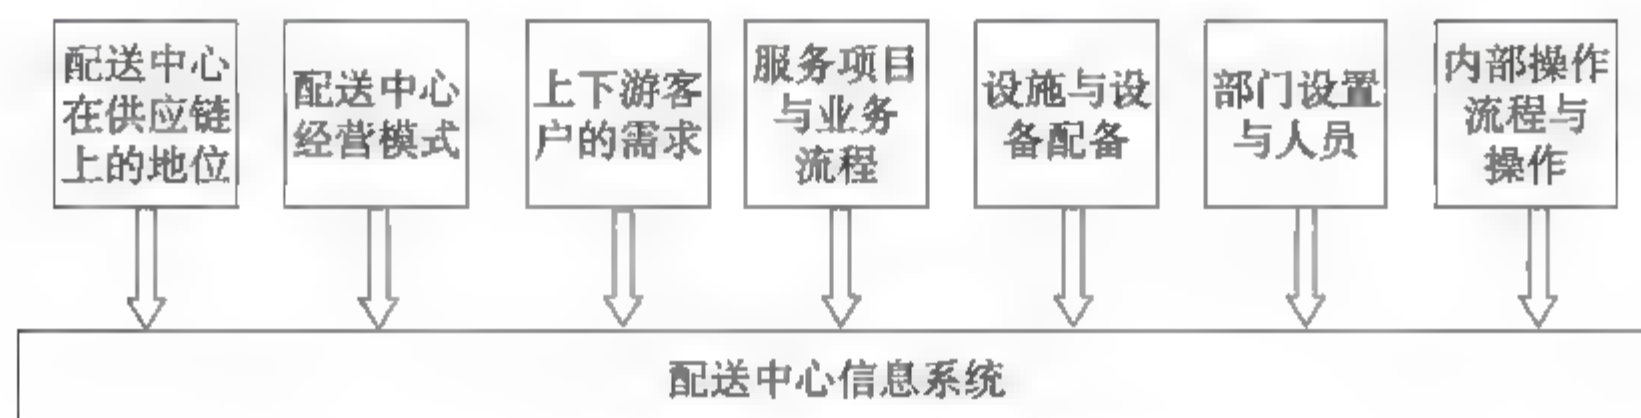 配送中心
在供应链
上的地位
配送中心
经营模式
上下游客
户的需求
服务项目
与业务
流程
设施与设
备配备
部门设置
与人员
内部操作
流程与
操作
配送中心信息系统